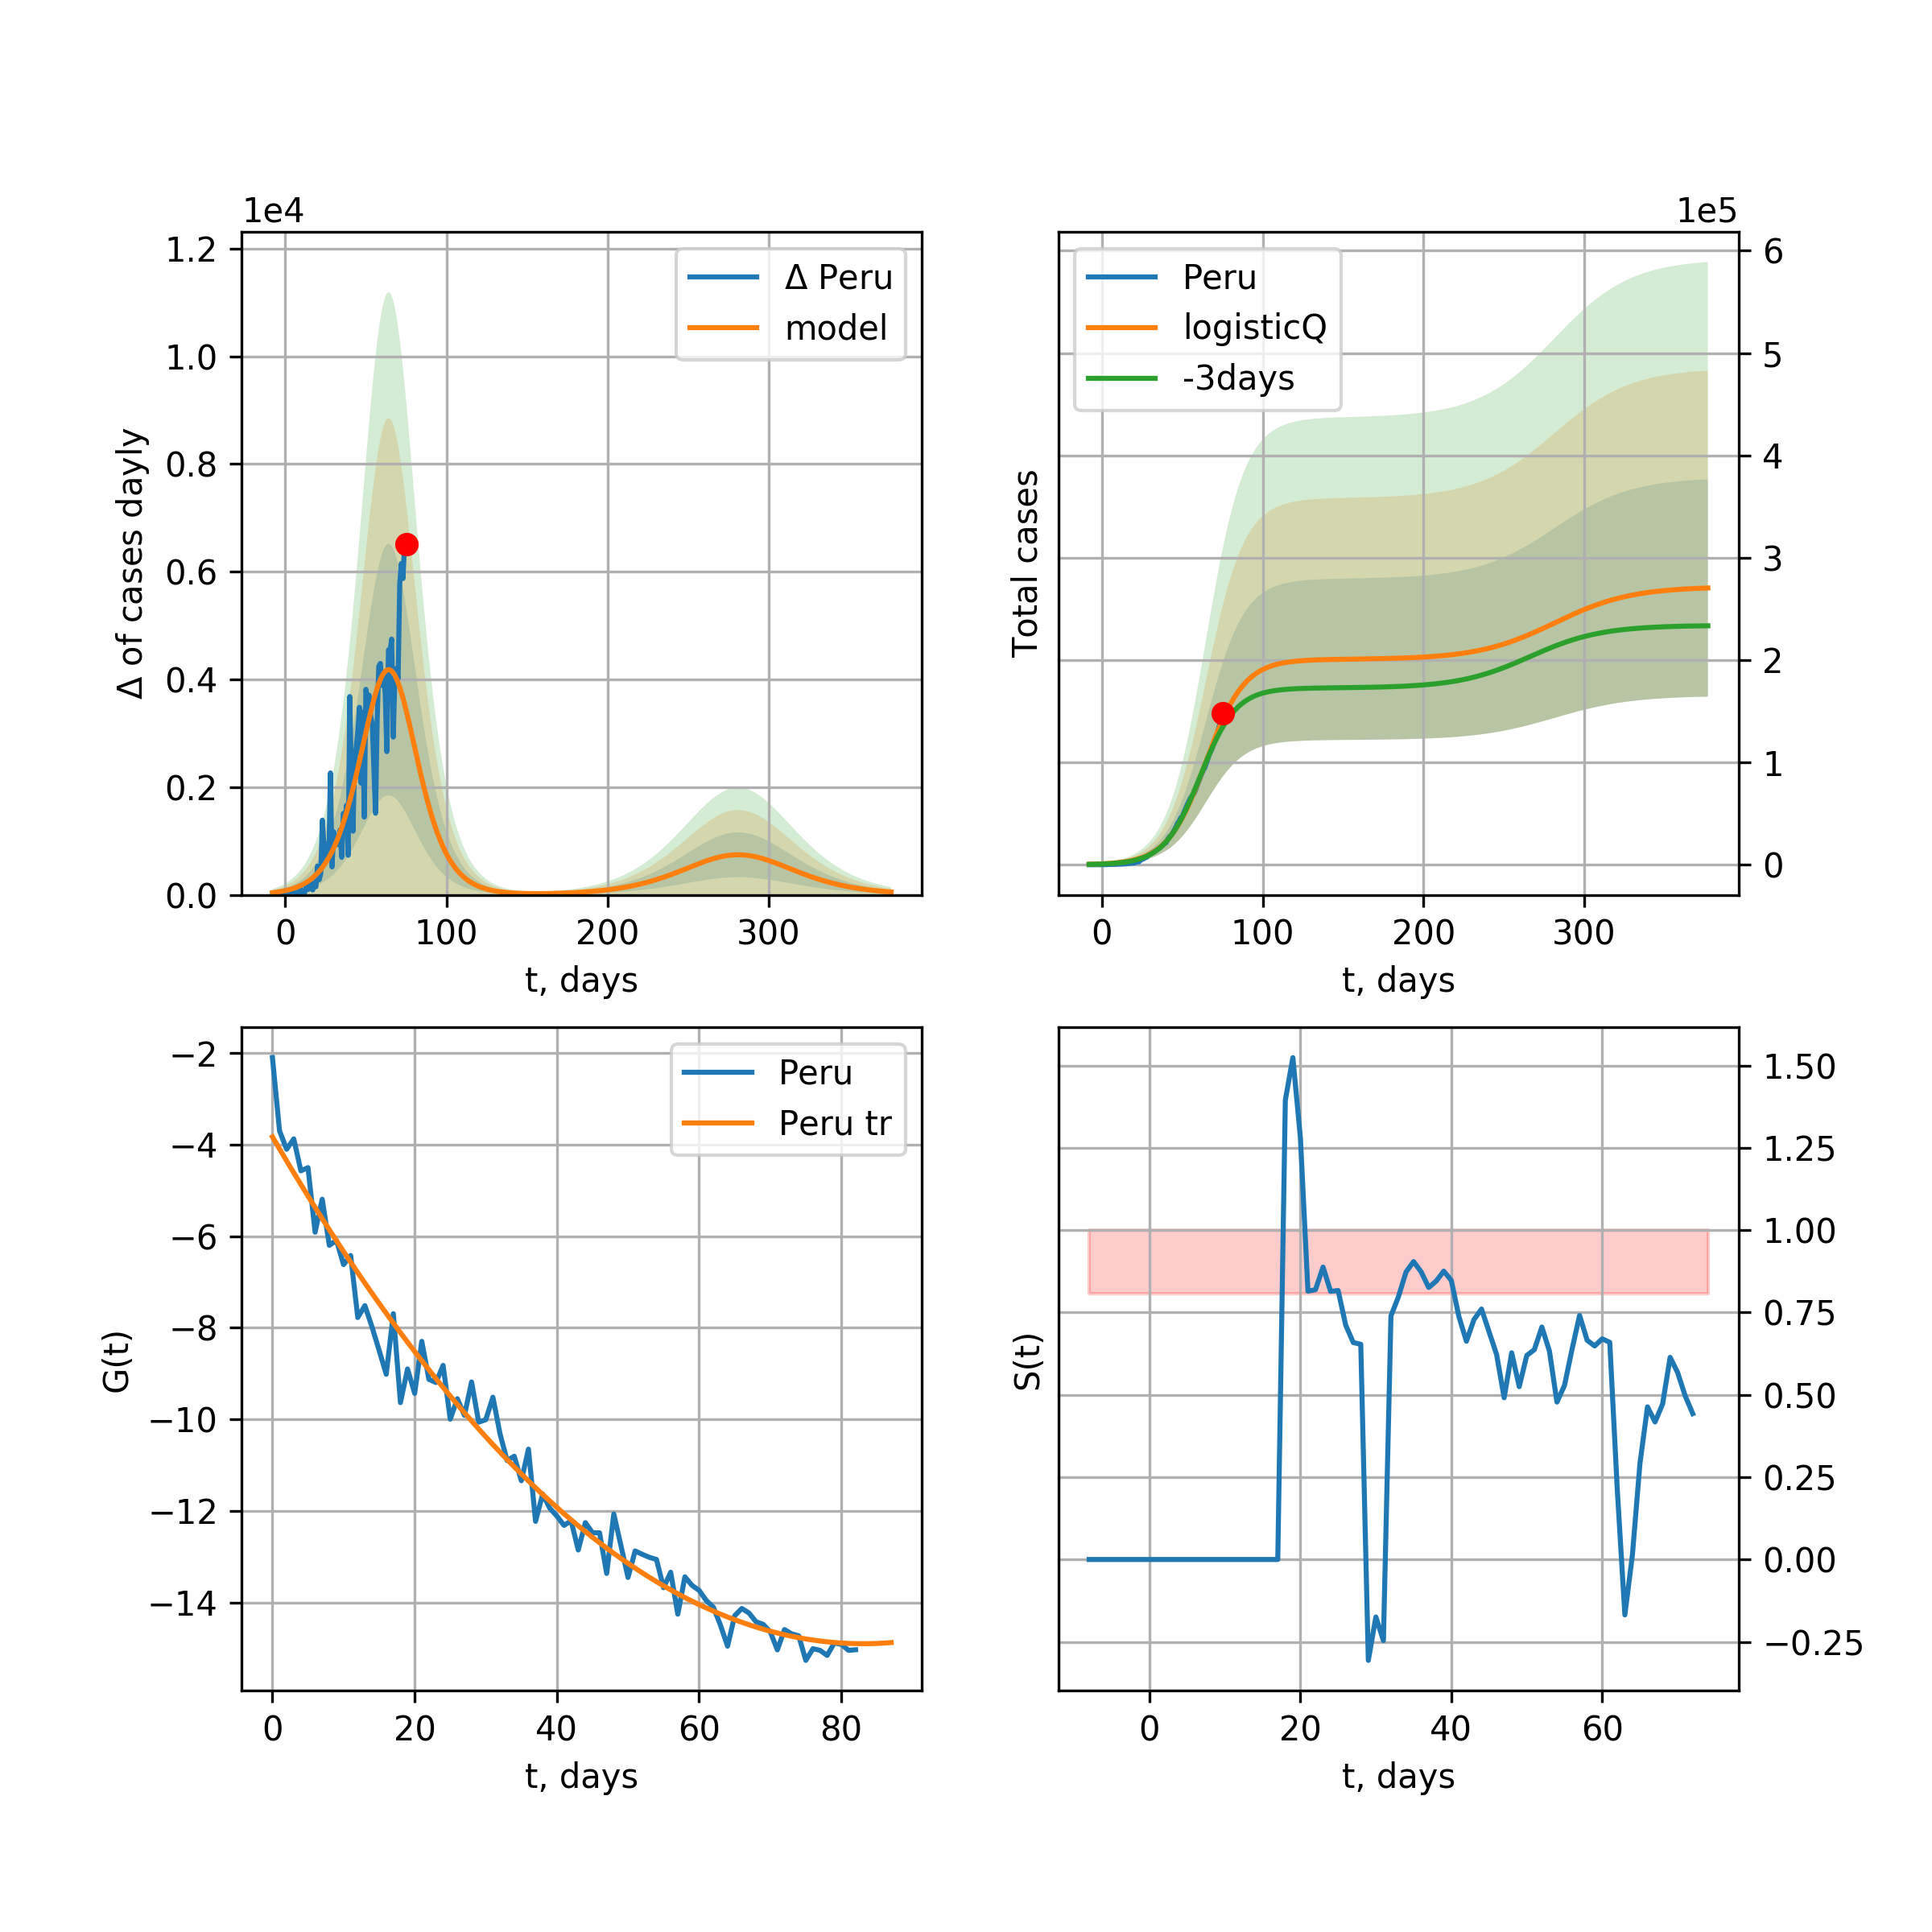 1e4
1.2
1.0
0.8
0.6
0.4
0.2
0.0
Δ of cases dayly
Δ Peru
model
0
100
200
300
t, days
1e5
Total cases
Peru
logisticQ
-3days
6
5
4
3
2
1
0
0
100
200
300
t, days
−2
−4
−6
−8
−10
−12
−14
G(t)
Peru
Peru tr
0
20
40
60
80
t, days
S(t)
1.50
1.25
1.00
0.75
0.50
0.25
0.00
−0.25
0
20
40
60
t, days